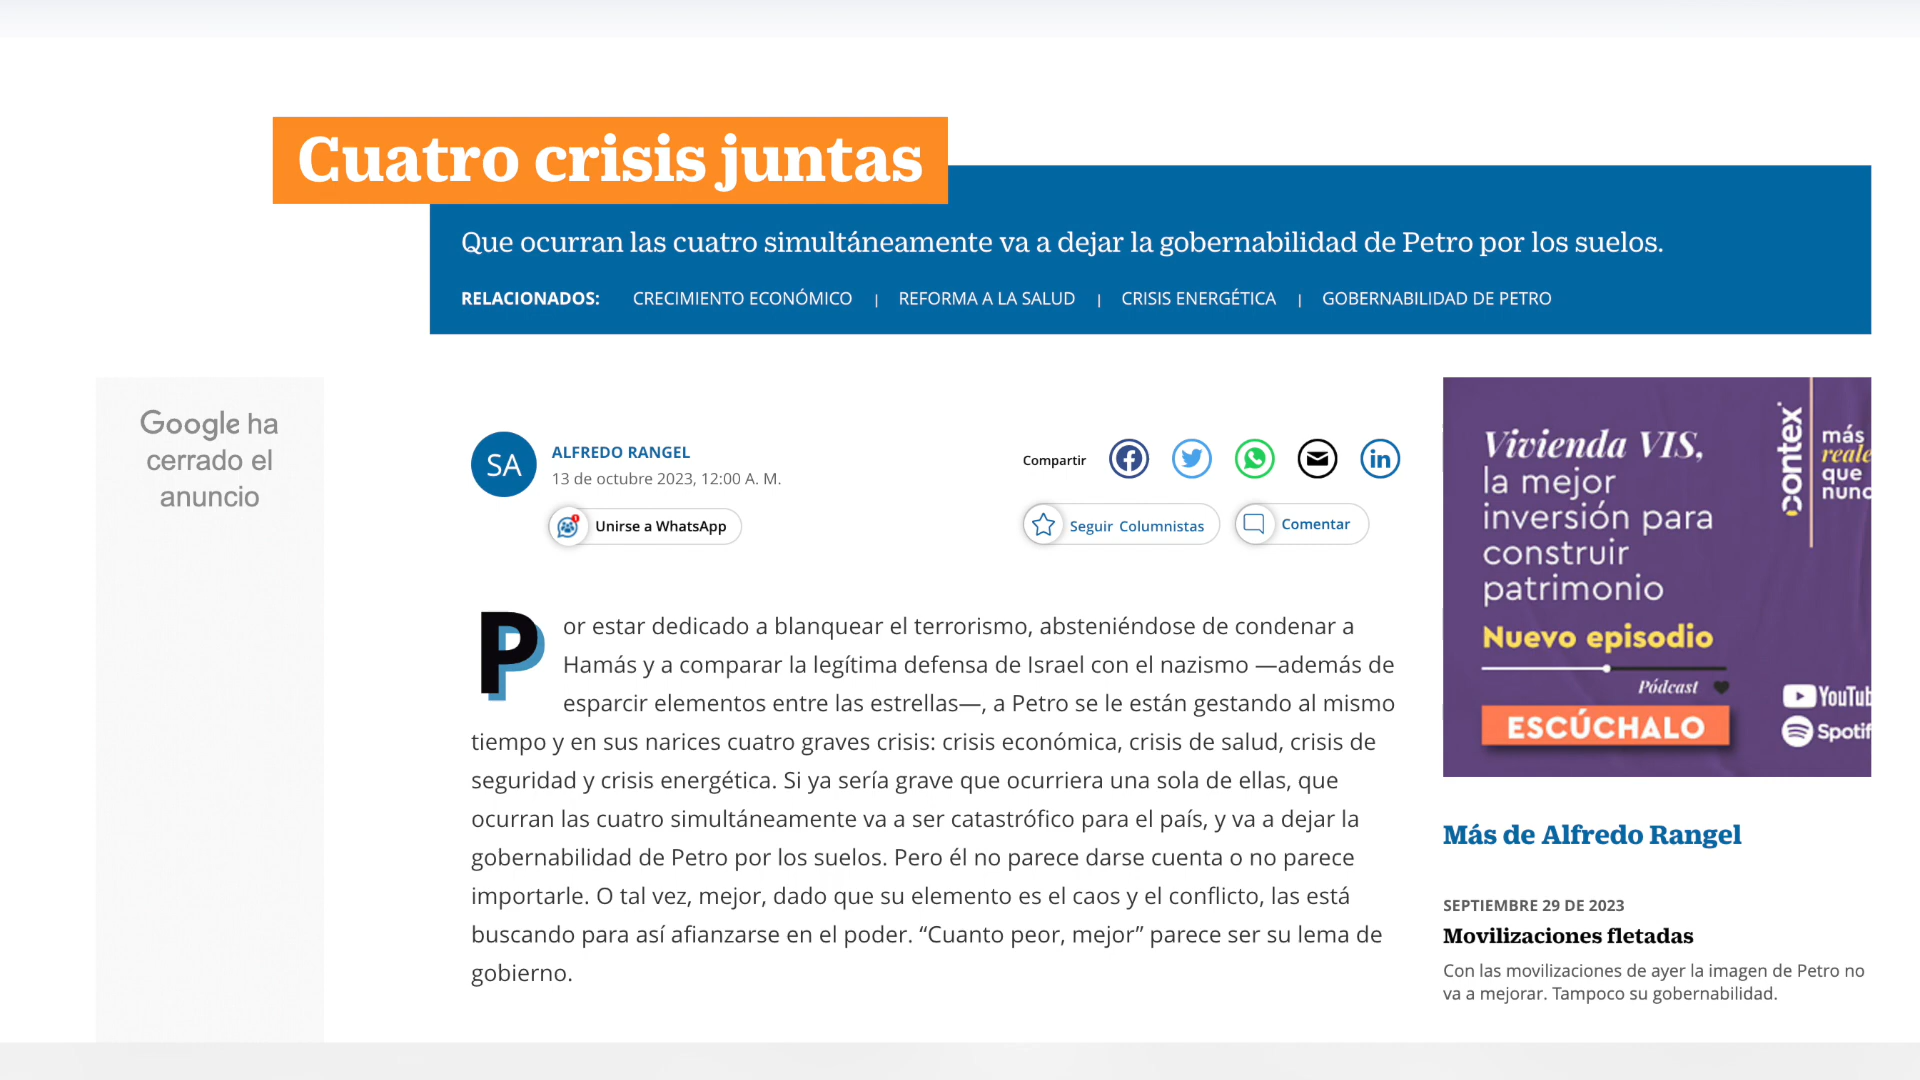 Cuatro crisis juntas
Que ocurran las cuatro simultáneamente va a dejar la gobernabilidad de Petro por los suelos.
RELACIONADOS: CRECIMIENTO ECONÓMICO | REFORMA A LA SALUD | CRISIS ENERGÉTICA | GOBERNABILIDAD DE PETRO
Google ha
cerrado el
anuncio
SA
ALFREDO RANGEL
13 de octubre 2023, 12:00 A. M.
Unirse a WhatsApp
Compartir
Seguir Columnistas
Comentar
Por estar dedicado a blanquear el terrorismo, absteniéndose de condenar a
Hamás y a comparar la legítima defensa de Israel con el nazismo —además de
esparcir elementos entre las estrellas—, a Petro se le están gestando al mismo
tiempo y en sus narices cuatro graves crisis: crisis económica, crisis de salud, crisis de
seguridad y crisis energética. Si ya sería grave que ocurriera una sola de ellas, que
ocurran las cuatro simultáneamente va a ser catastrófico para el país, y va a dejar la
gobernabilidad de Petro por los suelos. Pero él no parece darse cuenta o no parece
importarle. O tal vez, mejor, dado que su elemento es el caos y el conflicto, las está
buscando para así afianzarse en el poder. “Cuanto peor, mejor” parece ser su lema de
gobierno.
Vivienda VIS,
la mejor
inversión para
construir
patrimonio
Nuevo episodio
Pódcast
ESCÚCHALO
contex
más
reale
que
nunc
YouTub
Spotif
Más de Alfredo Rangel
SEPTIEMBRE 29 DE 2023
Movilizaciones fletadas
Con las movilizaciones de ayer la imagen de Petro no
va a mejorar. Tampoco su gobernabilidad.